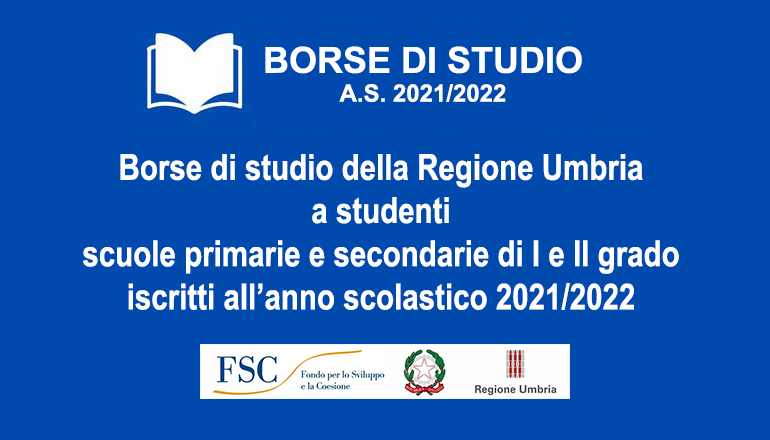 BORSE DI STUDIO
A.S. 2021/2022
Borse di studio della Regione Umbria
a studenti
scuole primarie e secondarie di I e II grado
iscritti all’anno scolastico 2021/2022
FSC
Fondo per lo Sviluppo
e la Coesione
Regione Umbria